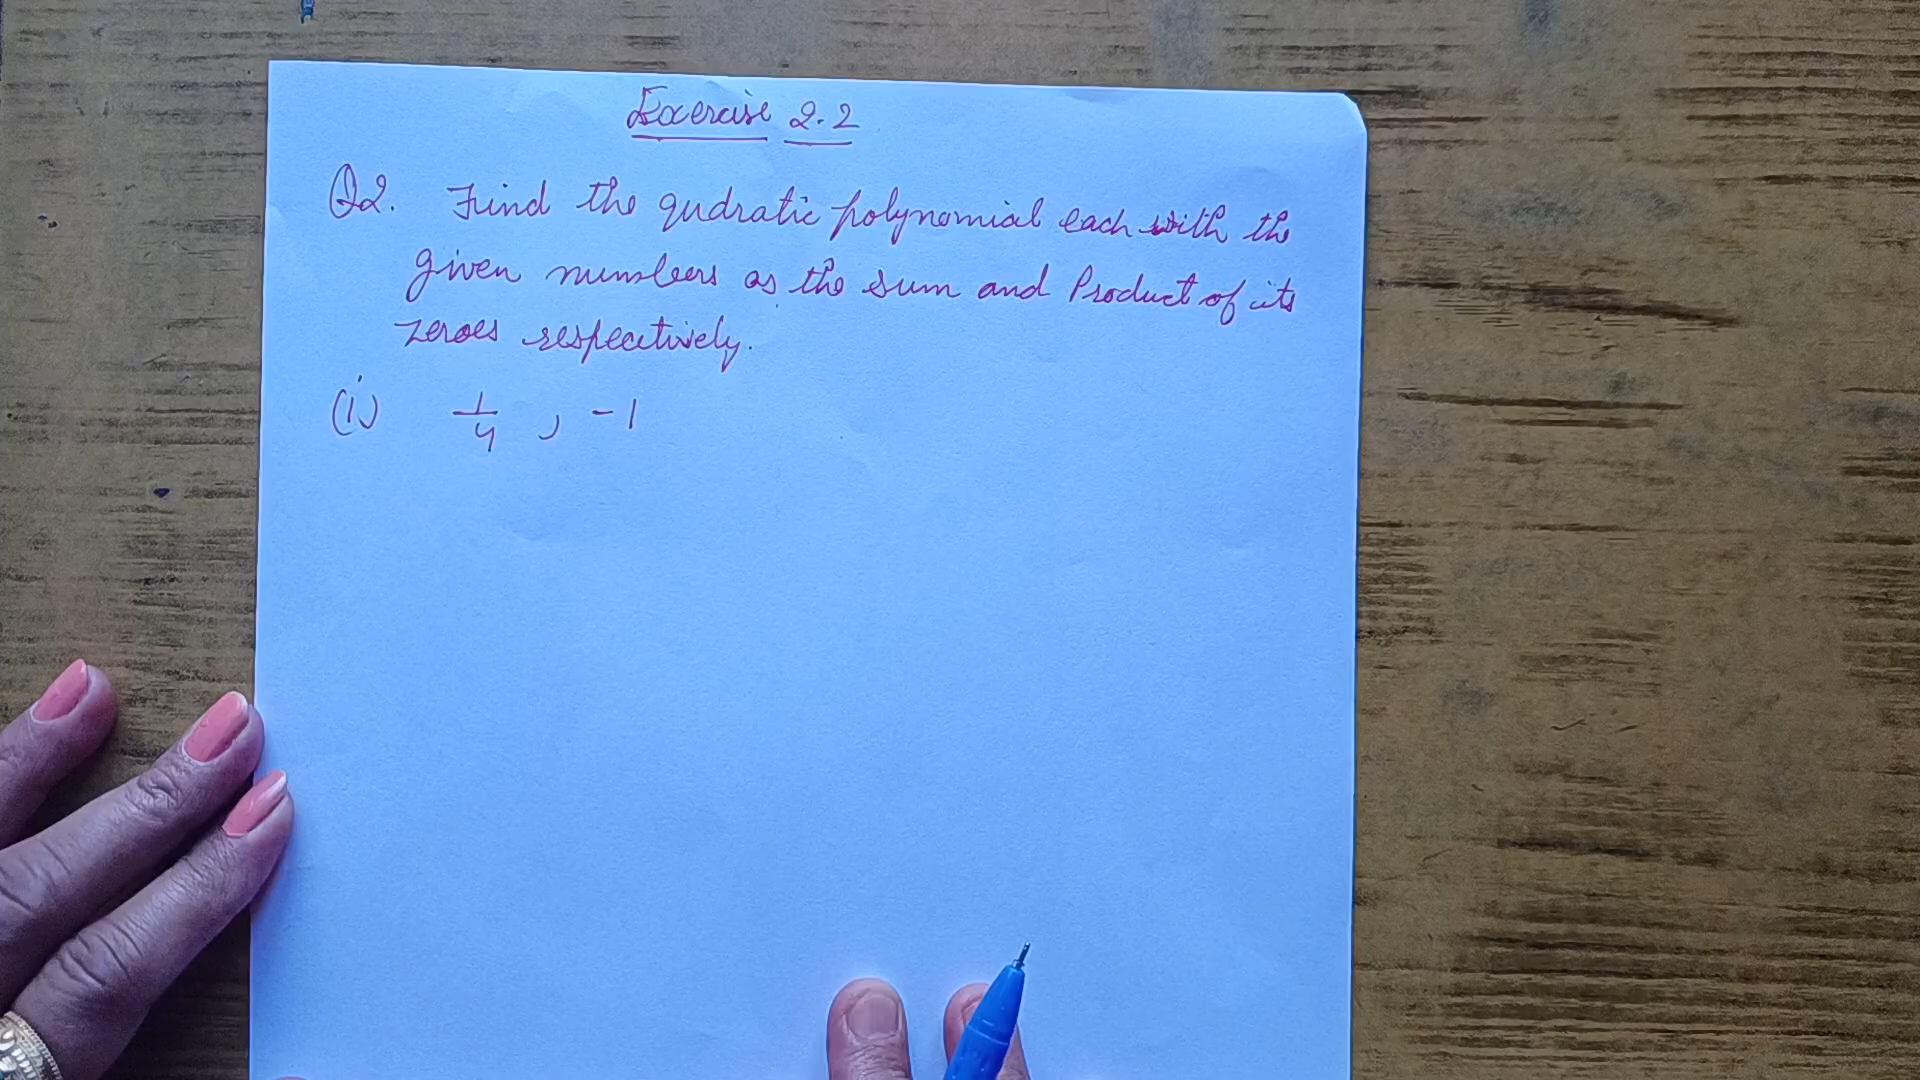 Exercise 2.2
Q2. Find the qudratic polynomial each with the
given numbers as the sum and Product of its
zeroes respectively.
(i) 1/4 , -1